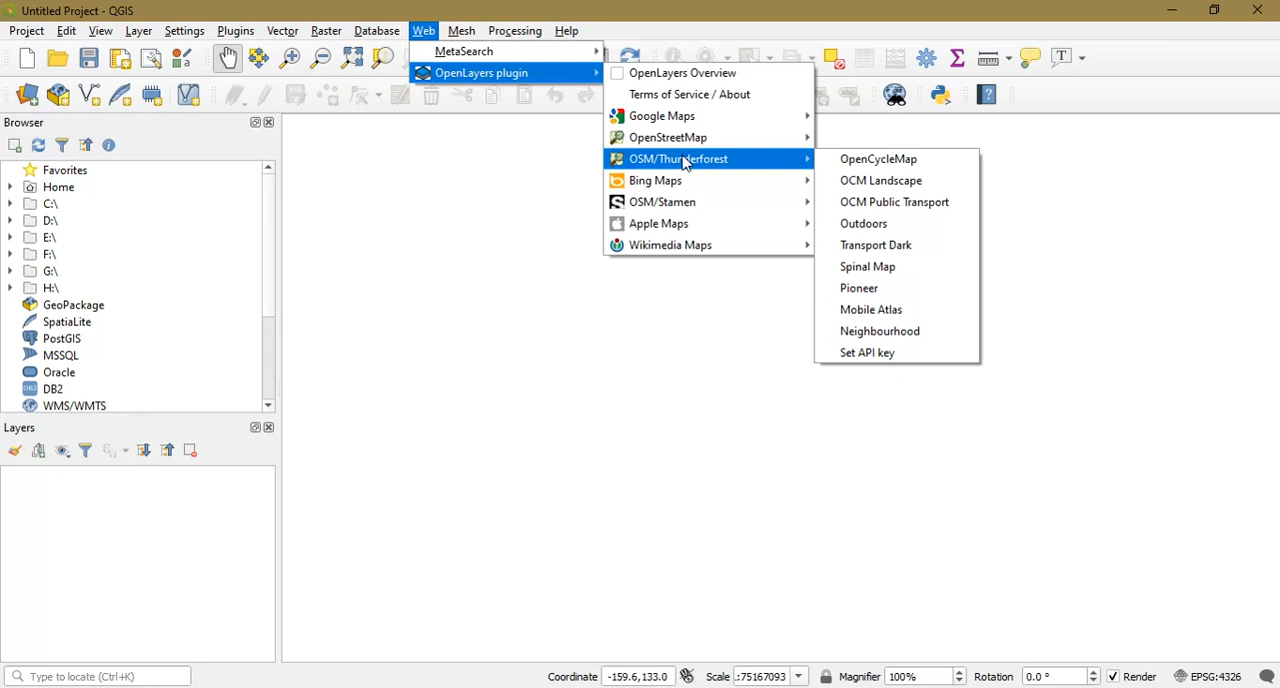 Untitled Project - QGIS
Project Edit View Layer Settings Plugins Vector Raster Database Web Mesh Processing Help
MetaSearch
OpenLayers plugin
OpenLayers Overview
Terms of Service / About
Google Maps
OpenStreetMap
OSM/Thunderforest
Bing Maps
OSM/Stamen
Apple Maps
Wikimedia Maps
OpenCycleMap
OCM Landscape
OCM Public Transport
Outdoors
Transport Dark
Spinal Map
Pioneer
Mobile Atlas
Neighbourhood
Set API key
Browser
Favorites
Home
C:\
D:\
E:\
F:\
G:\
H:\
GeoPackage
SpatiaLite
PostGIS
MSSQL
Oracle
DB2
DB2
WMS/WMTS
Layers
Type to locate (Ctrl+K)
Coordinate -159.6,133.0 Scale :75167093 Magnifier 100% Rotation 0.0 ° Render EPSG:4326